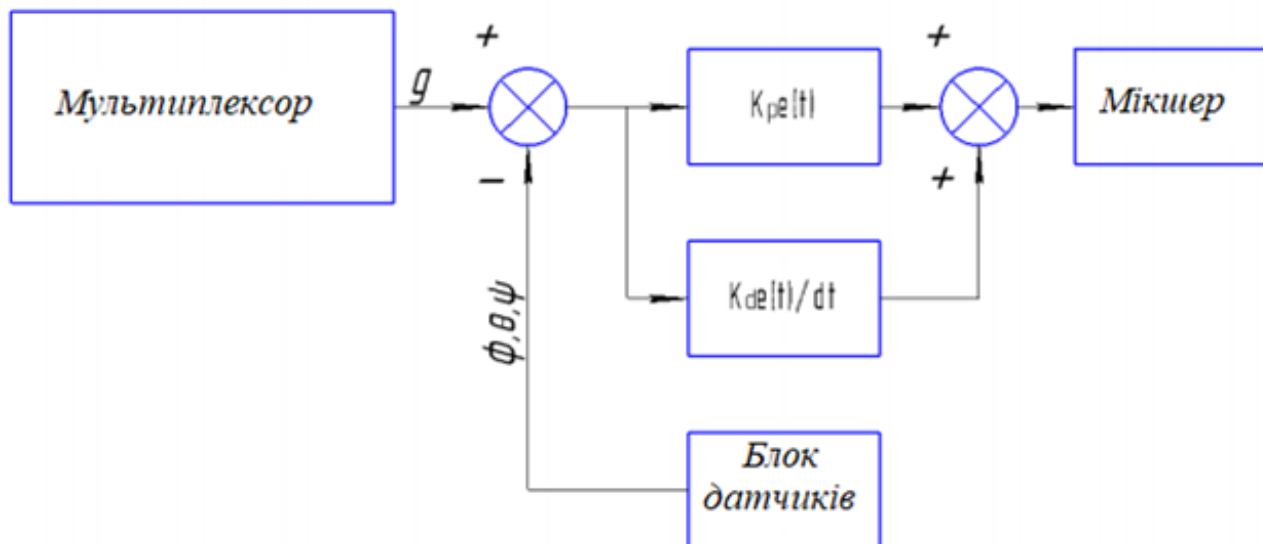 Мультиплексор
g
+
−
Kpe(t)
+
+
Мікшер
Kde(t)/dt
ϕ,θ,ψ
Блок
датчиків